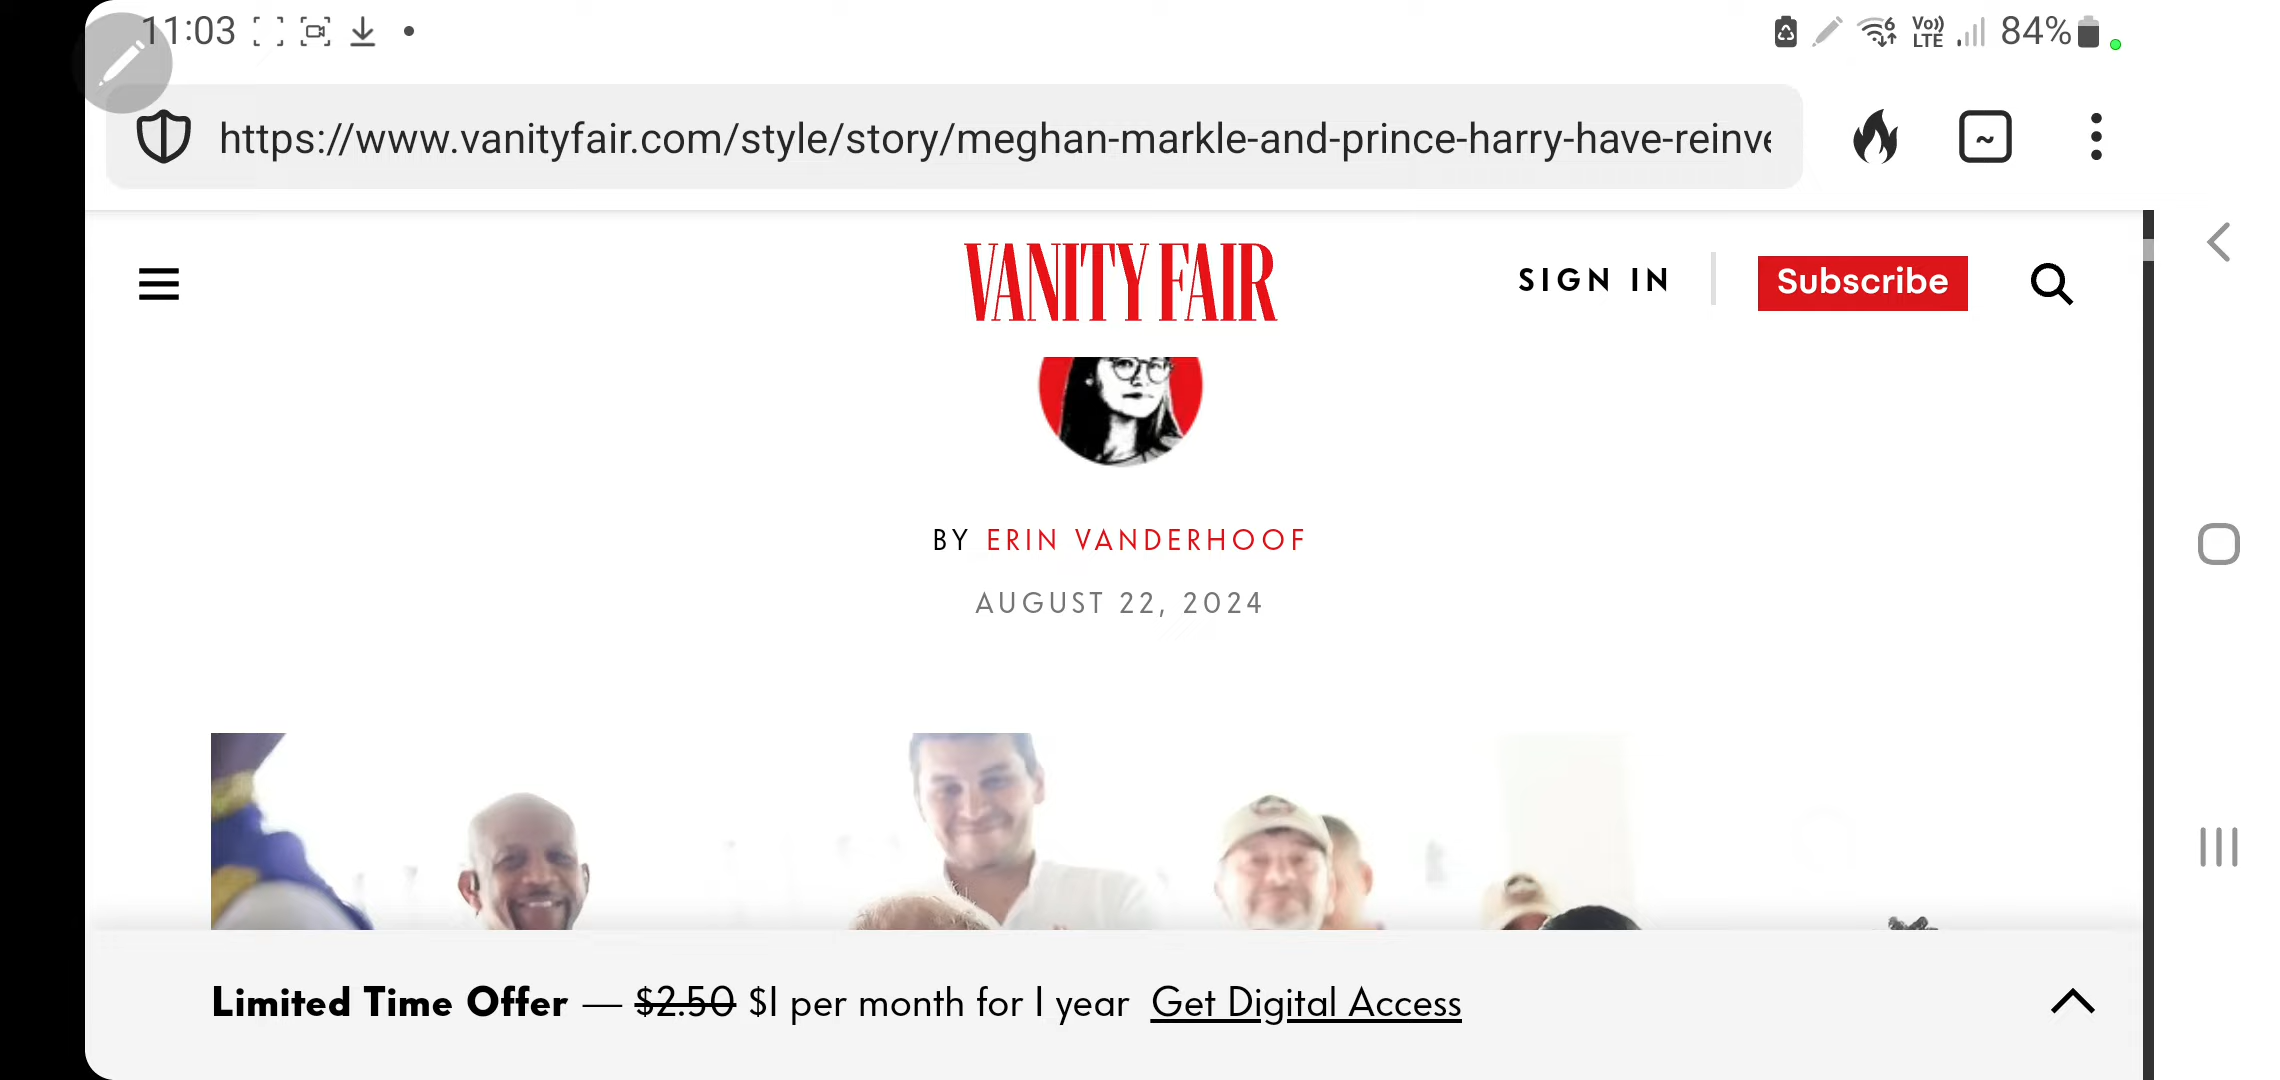 11:03
Vo)) LTE 84%
https://www.vanityfair.com/style/story/meghan-markle-and-prince-harry-have-reinve
VANITY FAIR
SIGN IN
Subscribe
BY ERIN VANDERHOOF
AUGUST 22, 2024
Limited Time Offer — $2.50 $1 per month for 1 year Get Digital Access